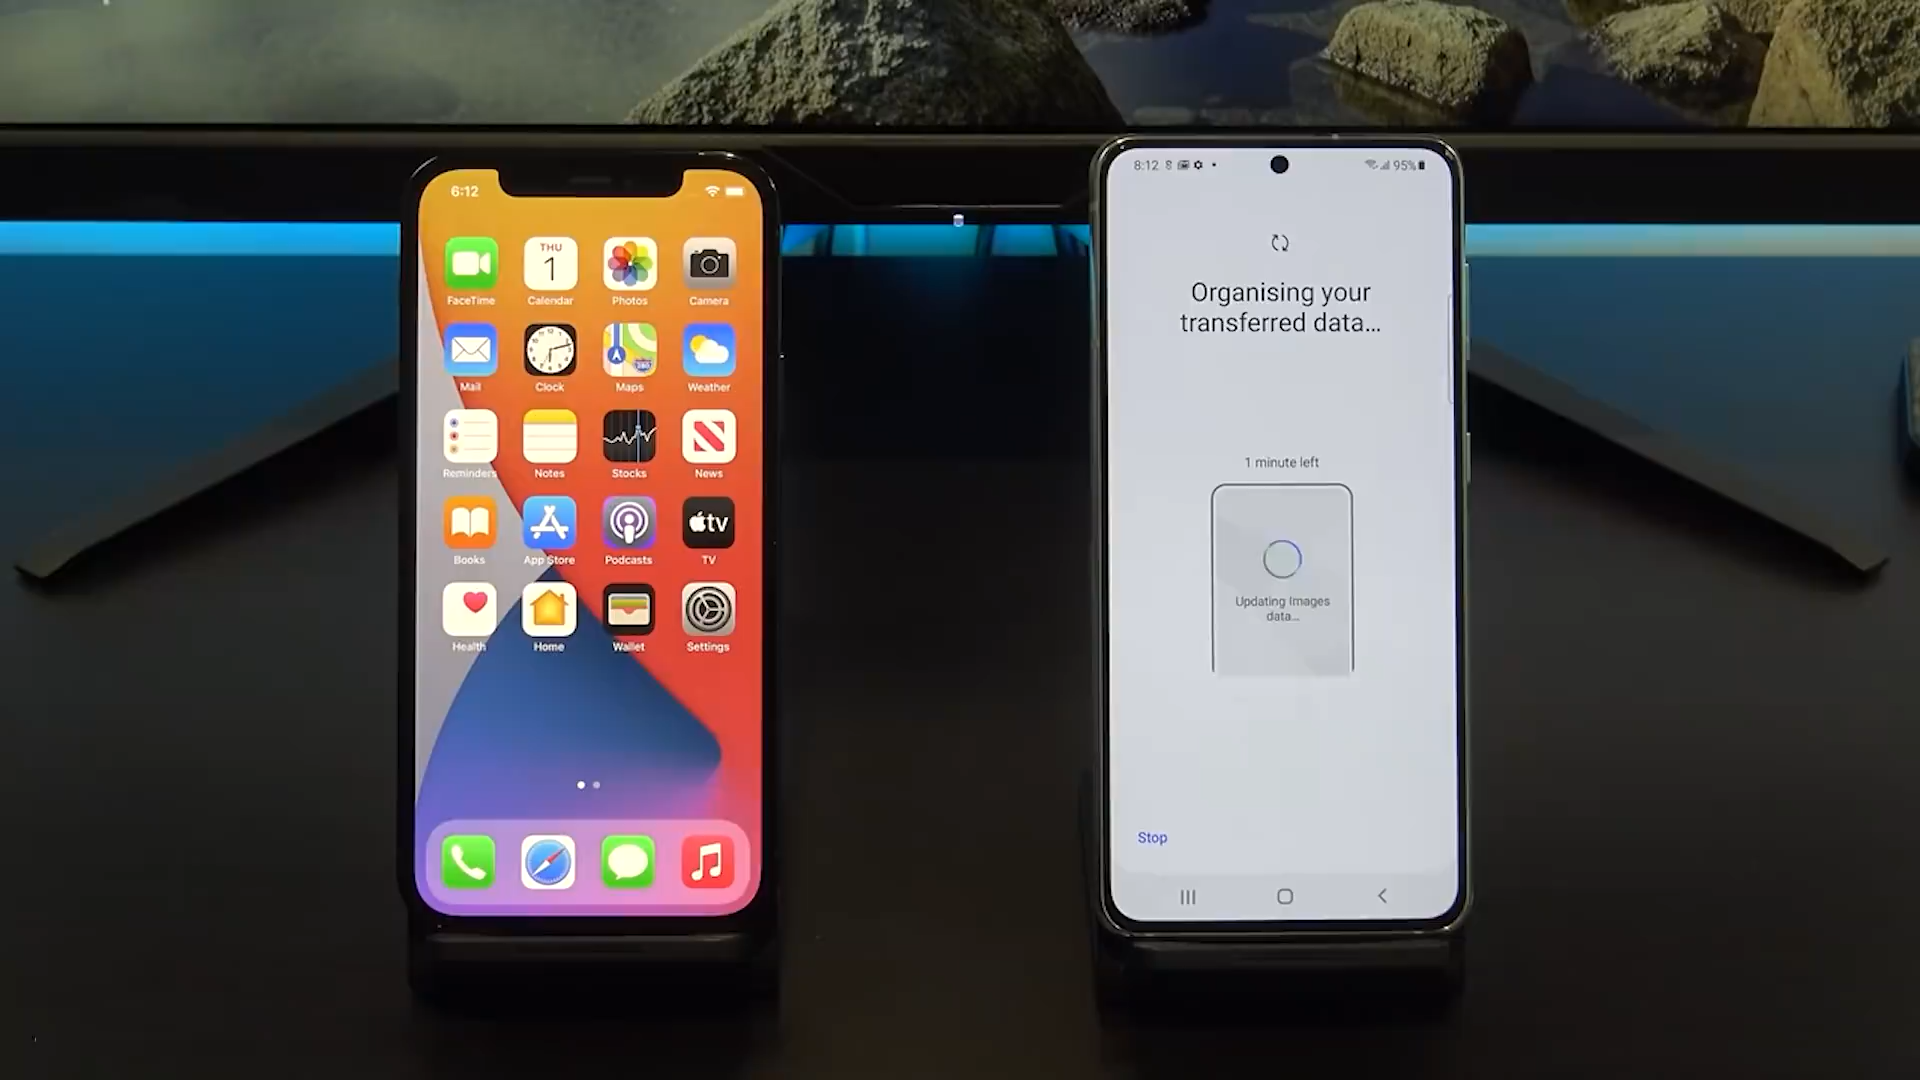 6:12
THU
1
FaceTime
Calendar
Photos
Camera
Mail
Clock
Maps
Weather
Reminders
Notes
Stocks
News
tv
Books
App Store
Podcasts
TV
Health
Home
Wallet
Settings
8:12
95%
Organising your
transferred data...
1 minute left
Updating Images
data...
Stop